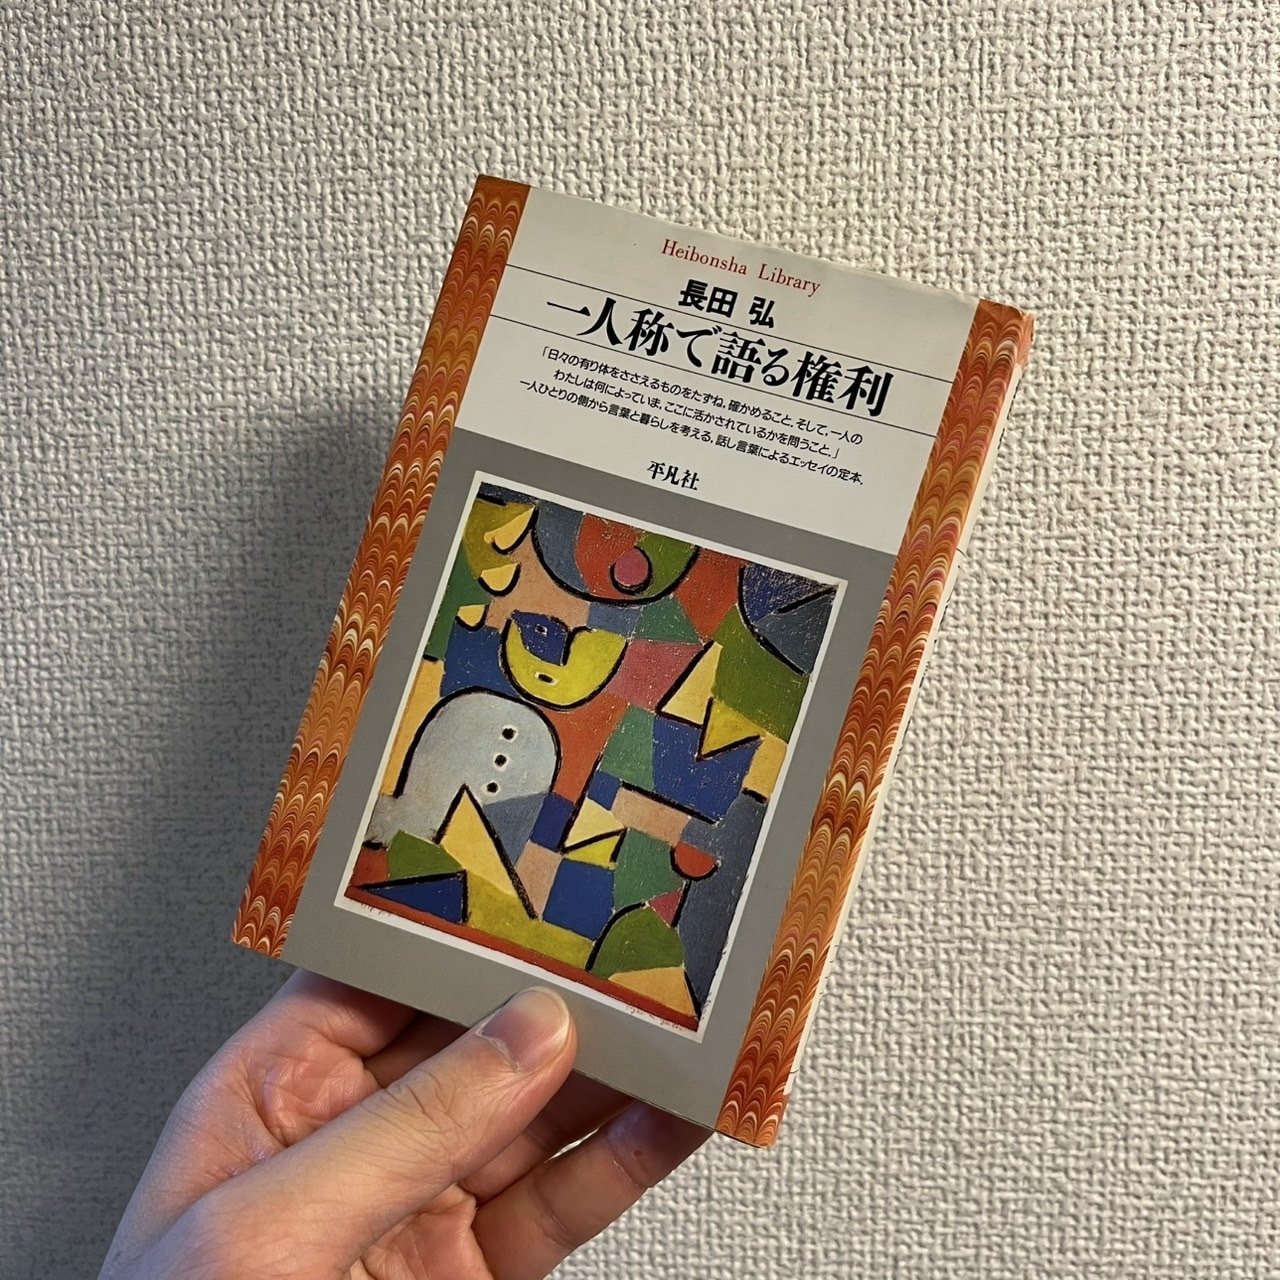 Heibonsha Library
長田 弘
一人称で語る権利
「日々の有り体をささえるものをたずね、確かめること。そして、一人の
わたしは何によっていま、ここに活かされているかを問うこと。」
一人ひとりの側から言葉と暮らしを考える、話し言葉によるエッセイの定本.
平凡社